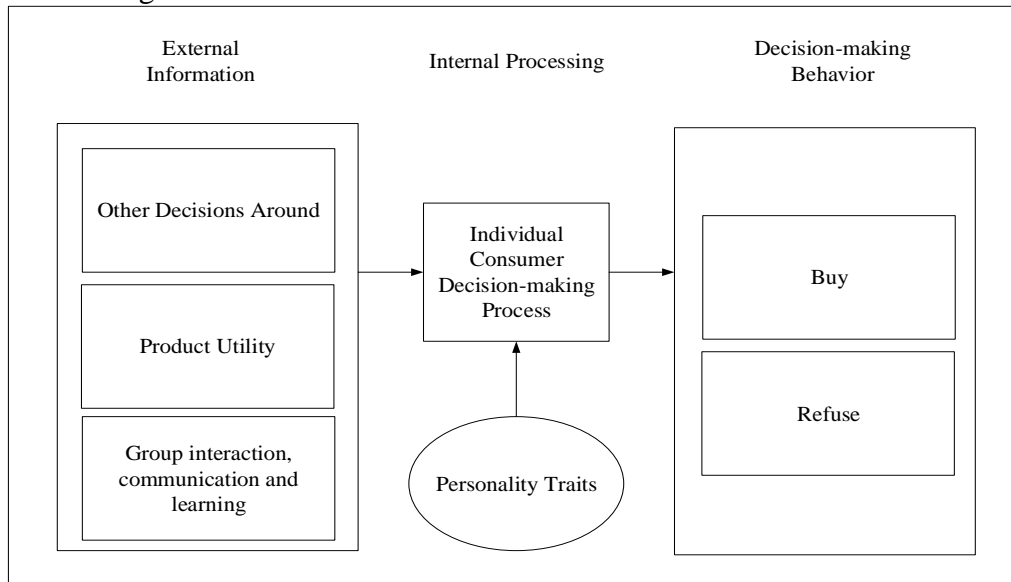 External
Information
Internal Processing
Decision-making
Behavior
Other Decisions Around
Product Utility
Group interaction,
communication and
learning
Individual
Consumer
Decision-making
Process
Personality Traits
Buy
Refuse